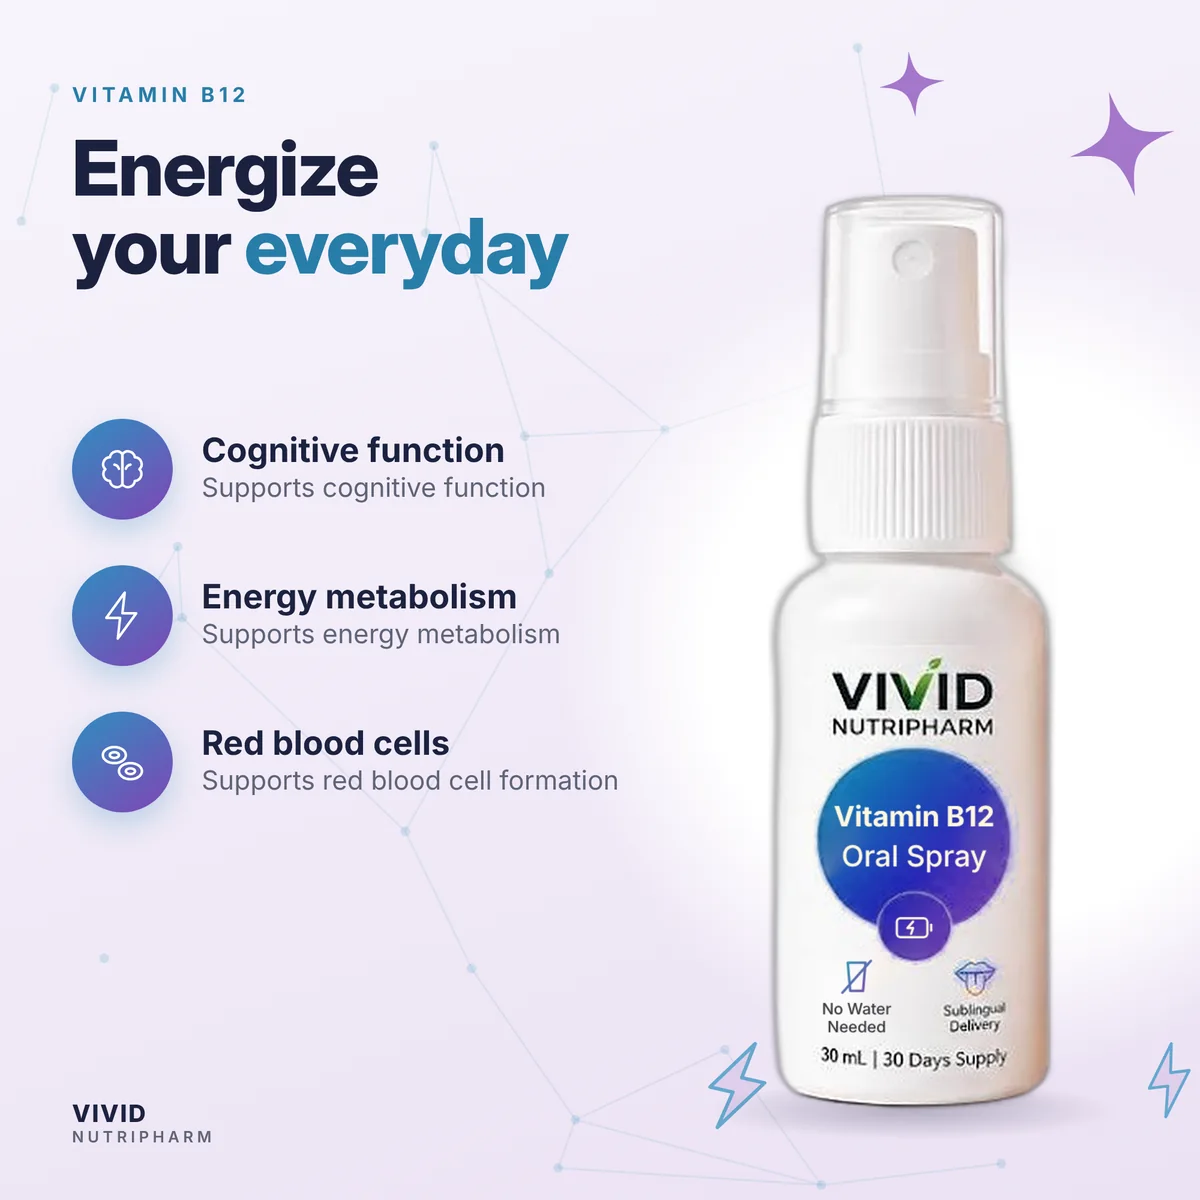 VITAMIN B12
Energize
your everyday
Cognitive function
Supports cognitive function
Energy metabolism
Supports energy metabolism
Red blood cells
Supports red blood cell formation
VIVID
NUTRIPHARM
Vitamin B12
Oral Spray
No Water
Needed
Sublingual
Delivery
30 mL | 30 Days Supply
VIVID
NUTRIPHARM